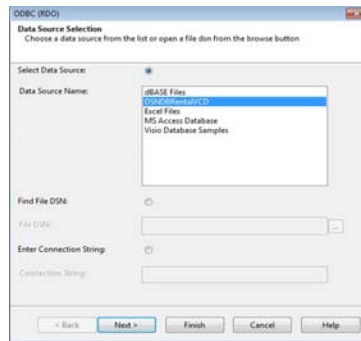 ODBC (RDO)
Data Source Selection
Choose a data source from the list or open a file dsn from the browse button
Select Data Source:
Data Source Name:
dBASE Files
DSNDBRentalVCD
Excel Files
MS Access Database
Visio Database Samples
Find File DSN:
File DSN:
...
Enter Connection String:
Connection String:
< Back Next > Finish Cancel Help